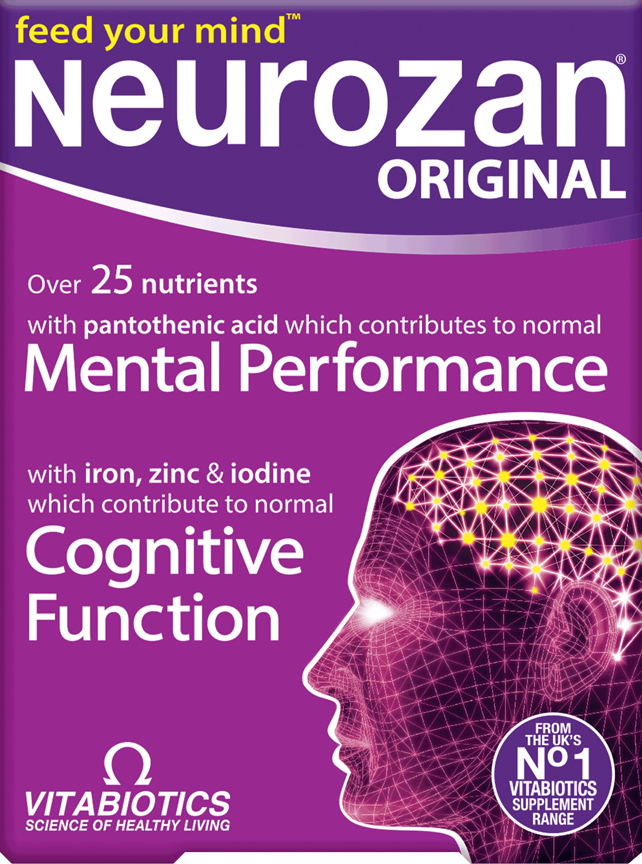 feed your mind™
Neurozan®
ORIGINAL
Over 25 nutrients
with pantothenic acid which contributes to normal
Mental Performance
with iron, zinc & iodine
which contribute to normal
Cognitive
Function
VITABIOTICS
SCIENCE OF HEALTHY LIVING
FROM
THE UK'S
Nº1
VITABIOTICS
SUPPLEMENT
RANGE